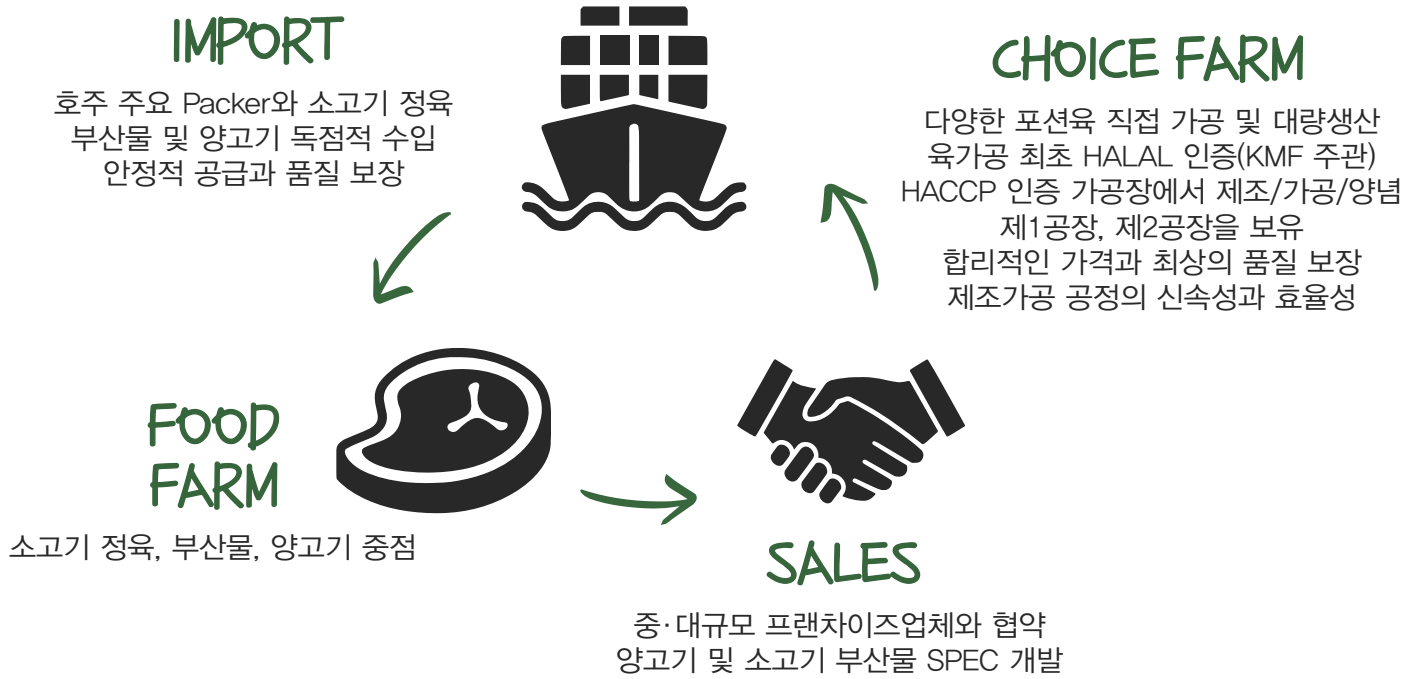 IMPORT
호주 주요 Packer와 소고기 정육
부산물 및 양고기 독점적 수입
안정적 공급과 품질 보장
CHOICE FARM
다양한 포션육 직접 가공 및 대량생산
육가공 최초 HALAL 인증(KMF 주관)
HACCP 인증 가공장에서 제조/가공/양념
제1공장, 제2공장을 보유
합리적인 가격과 최상의 품질 보장
제조가공 공정의 신속성과 효율성
FOOD
FARM
소고기 정육, 부산물, 양고기 중점
SALES
중·대규모 프랜차이즈업체와 협약
양고기 및 소고기 부산물 SPEC 개발